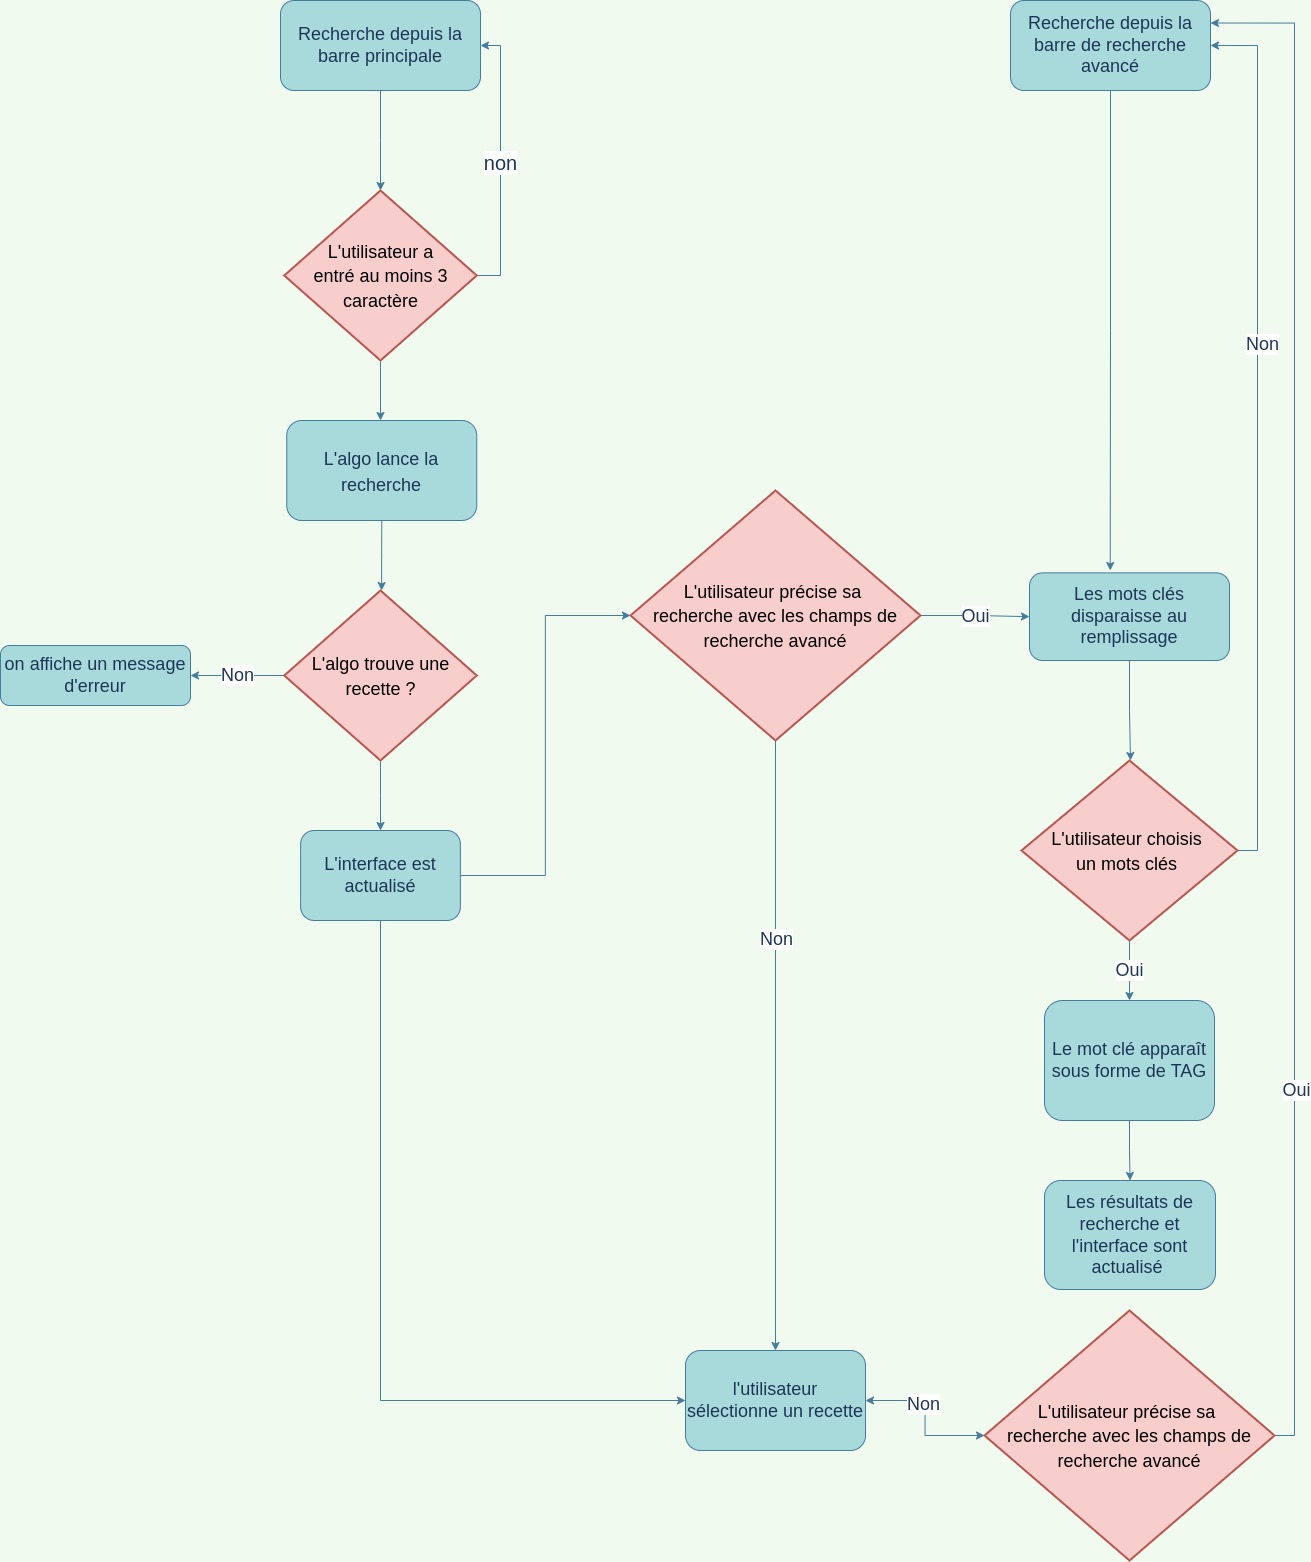 Recherche depuis la
barre principale
Recherche depuis la
barre de recherche
avancé
non
L'utilisateur a
entré au moins 3
caractère
Non
L'algo lance la
recherche
L'utilisateur précise sa
recherche avec les champs de
recherche avancé
Oui
Les mots clés
disparaisse au
remplissage
on affiche un message
d'erreur
Non
L'algo trouve une
recette ?
L'interface est
actualisé
L'utilisateur choisis
un mots clés
Non
Oui
Le mot clé apparaît
sous forme de TAG
Oui
Les résultats de
recherche et
l'interface sont
actualisé
l'utilisateur
sélectionne un recette
Non
L'utilisateur précise sa
recherche avec les champs de
recherche avancé